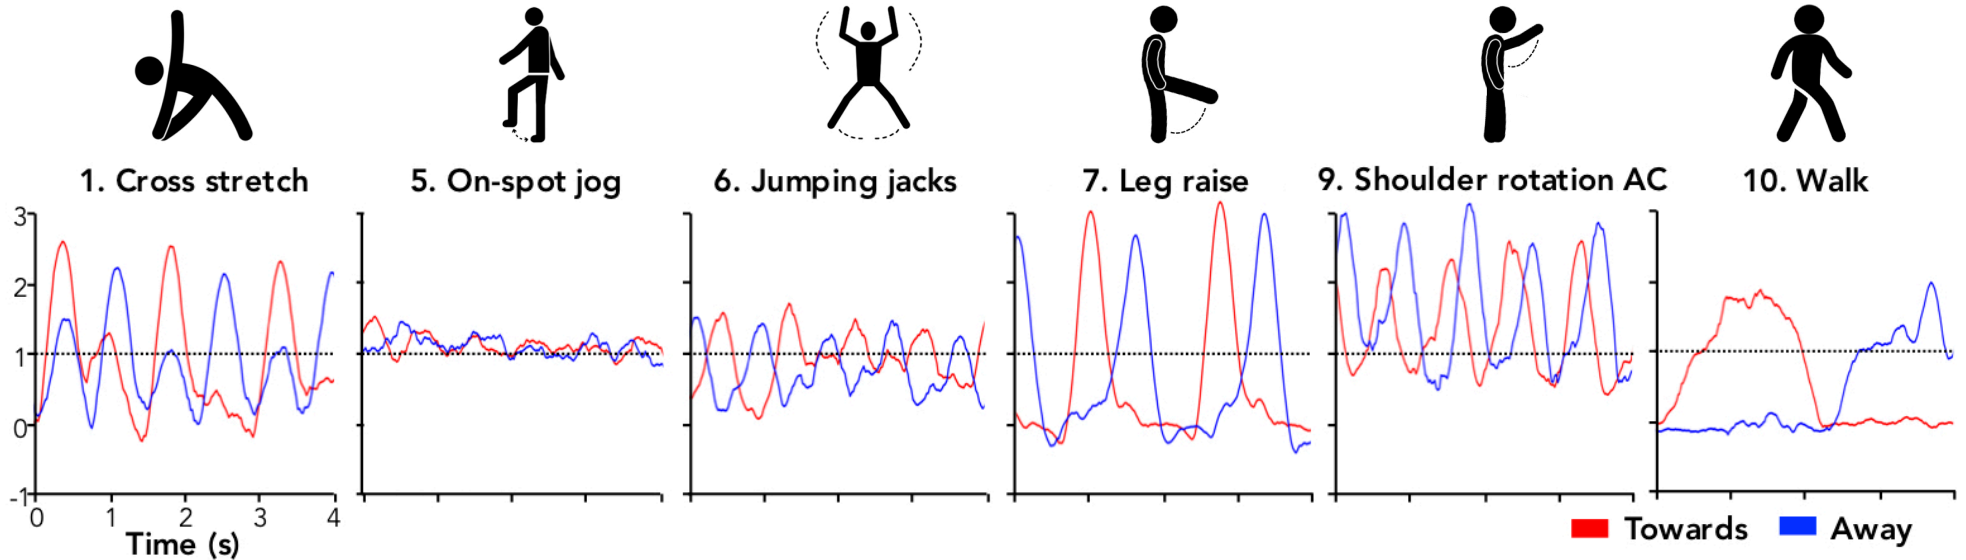 1. Cross stretch
5. On-spot jog
6. Jumping jacks
7. Leg raise
9. Shoulder rotation AC
10. Walk
3
2
1
0
-1
0 1 2 3 4
Time (s)
Towards Away